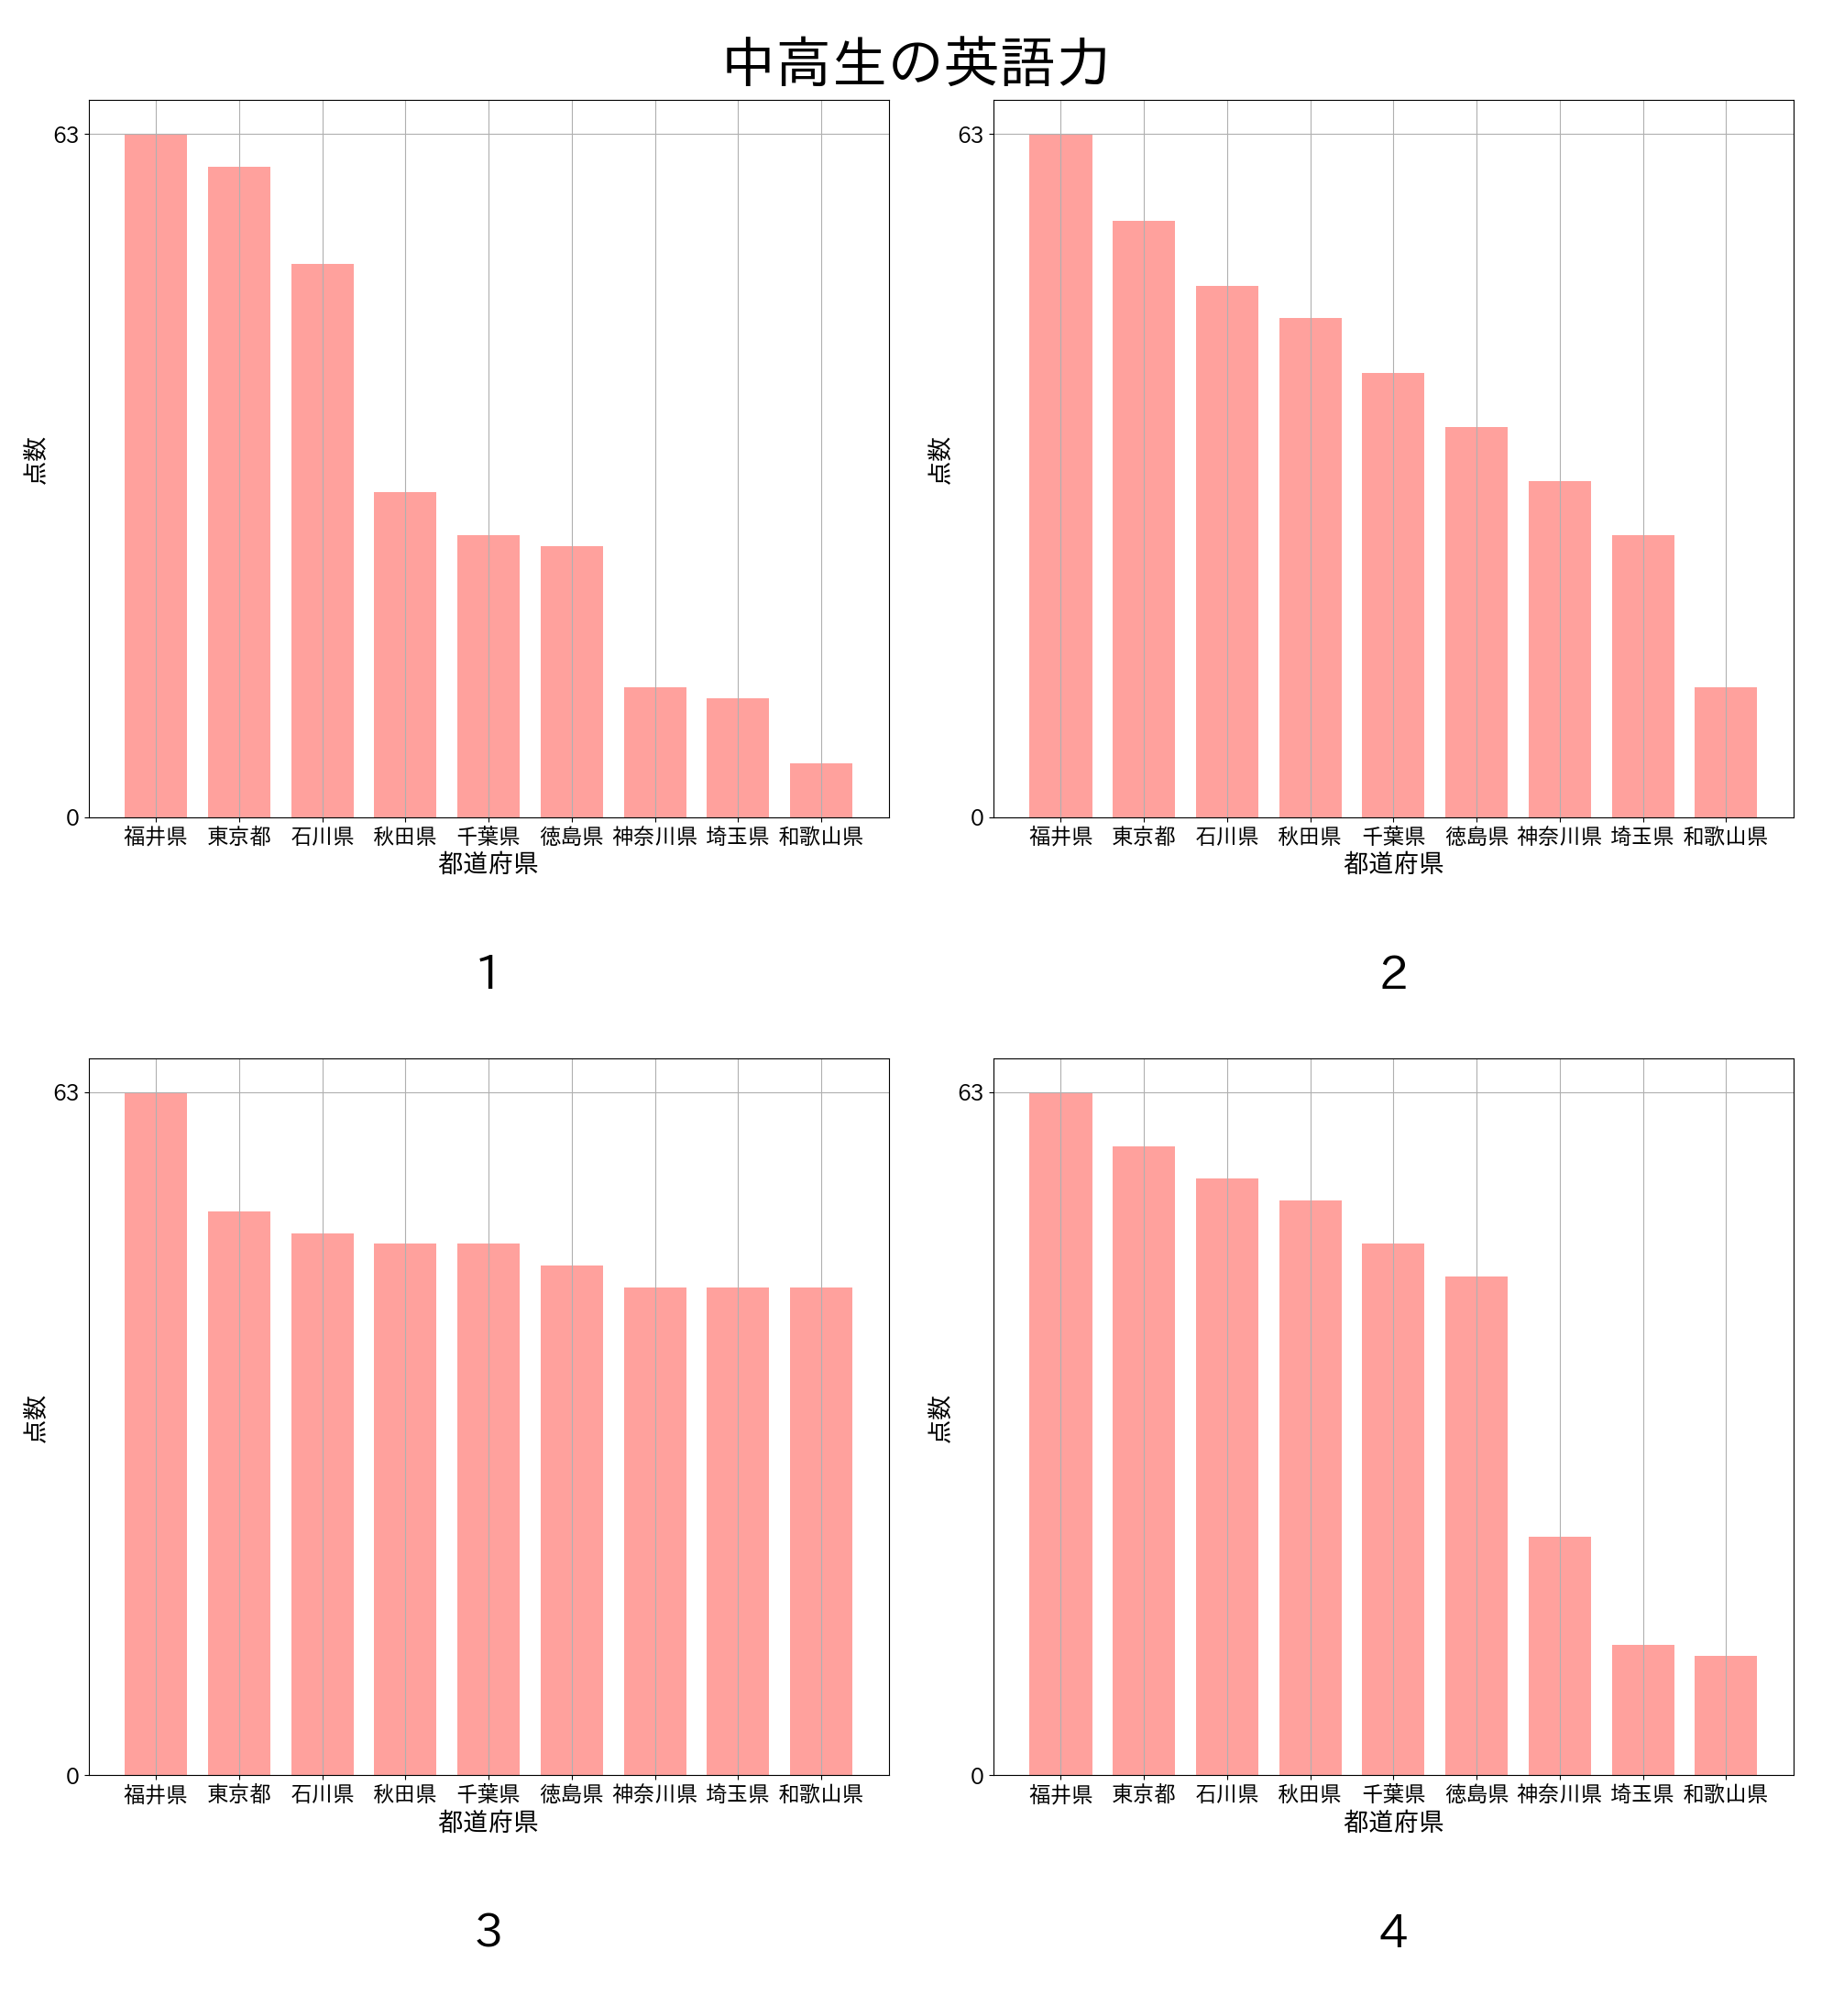 中高生の英語力
63
0
点数
福井県 東京都 石川県 秋田県 千葉県 徳島県 神奈川県 埼玉県 和歌山県
都道府県
1
63
0
点数
福井県 東京都 石川県 秋田県 千葉県 徳島県 神奈川県 埼玉県 和歌山県
都道府県
2
63
0
点数
福井県 東京都 石川県 秋田県 千葉県 徳島県 神奈川県 埼玉県 和歌山県
都道府県
3
63
0
点数
福井県 東京都 石川県 秋田県 千葉県 徳島県 神奈川県 埼玉県 和歌山県
都道府県
4